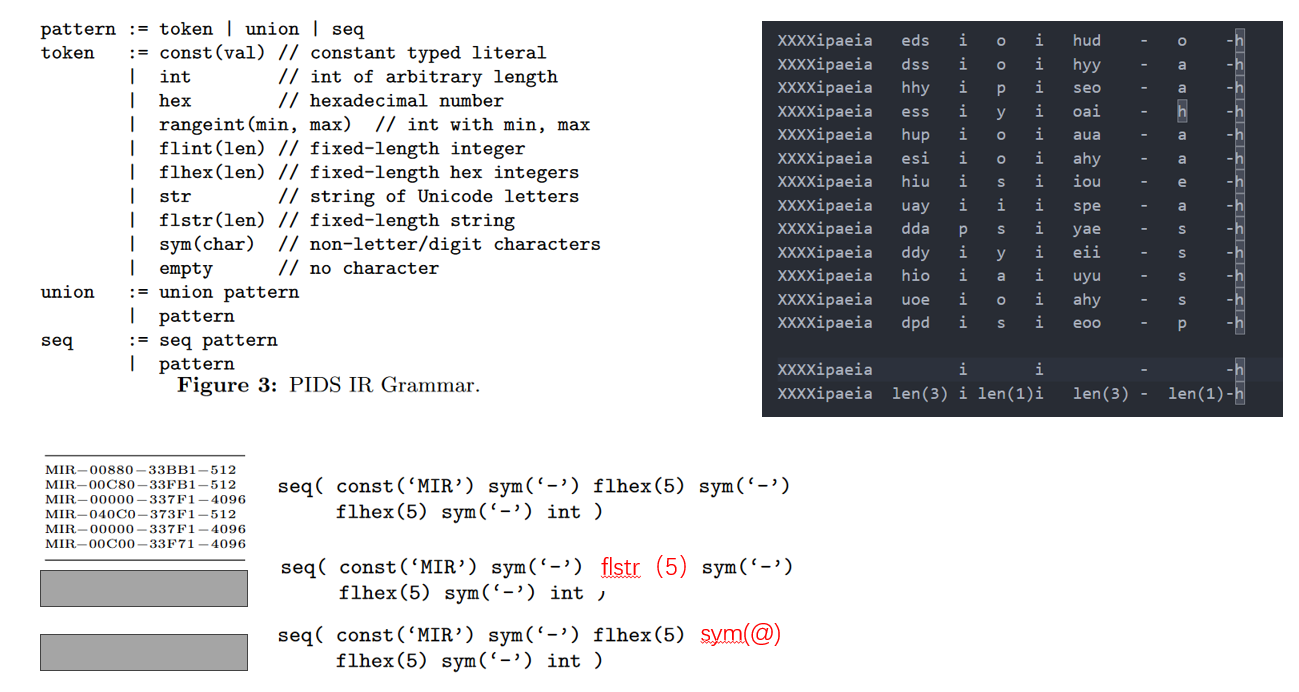 pattern := token | union | seq
token := const(val) // constant typed literal
| int // int of arbitrary length
| hex // hexadecimal number
| rangeint(min, max) // int with min, max
| flint(len) // fixed-length integer
| flhex(len) // fixed-length hex integers
| str // string of Unicode letters
| flstr(len) // fixed-length string
| sym(char) // non-letter/digit characters
| empty // no character
union := union pattern
| pattern
seq := seq pattern
| pattern
Figure 3: PIDS IR Grammar.
XXXXipaeia eds i o i hud - o -h
XXXXipaeia dss i o i hyy - a -h
XXXXipaeia hhy i p i seo - a -h
XXXXipaeia ess i y i oai - h -h
XXXXipaeia hup i o i aua - a -h
XXXXipaeia esi i o i ahy - a -h
XXXXipaeia hiu i s i iou - e -h
XXXXipaeia uay i i i spe - a -h
XXXXipaeia dda p s i yae - s -h
XXXXipaeia ddy i y i eii - s -h
XXXXipaeia hio i a i uyu - s -h
XXXXipaeia uoe i o i ahy - s -h
XXXXipaeia dpd i s i eoo - p -h
XXXXipaeia i i - -h
XXXXipaeia len(3) i len(1)i len(3) - len(1)-h
MIR−00880−33BB1−512
MIR−00C80−33FB1−512
MIR−00000−337F1−4096
MIR−040C0−373F1−512
MIR−00000−337F1−4096
MIR−00C00−33F71−4096
seq( const(‘MIR’) sym(‘-’) flhex(5) sym(‘-’)
flhex(5) sym(‘-’) int )
seq( const(‘MIR’) sym(‘-’) flstr（5) sym(‘-’)
flhex(5) sym(‘-’) int ,
seq( const(‘MIR’) sym(‘-’) flhex(5) sym(@)
flhex(5) sym(‘-’) int )